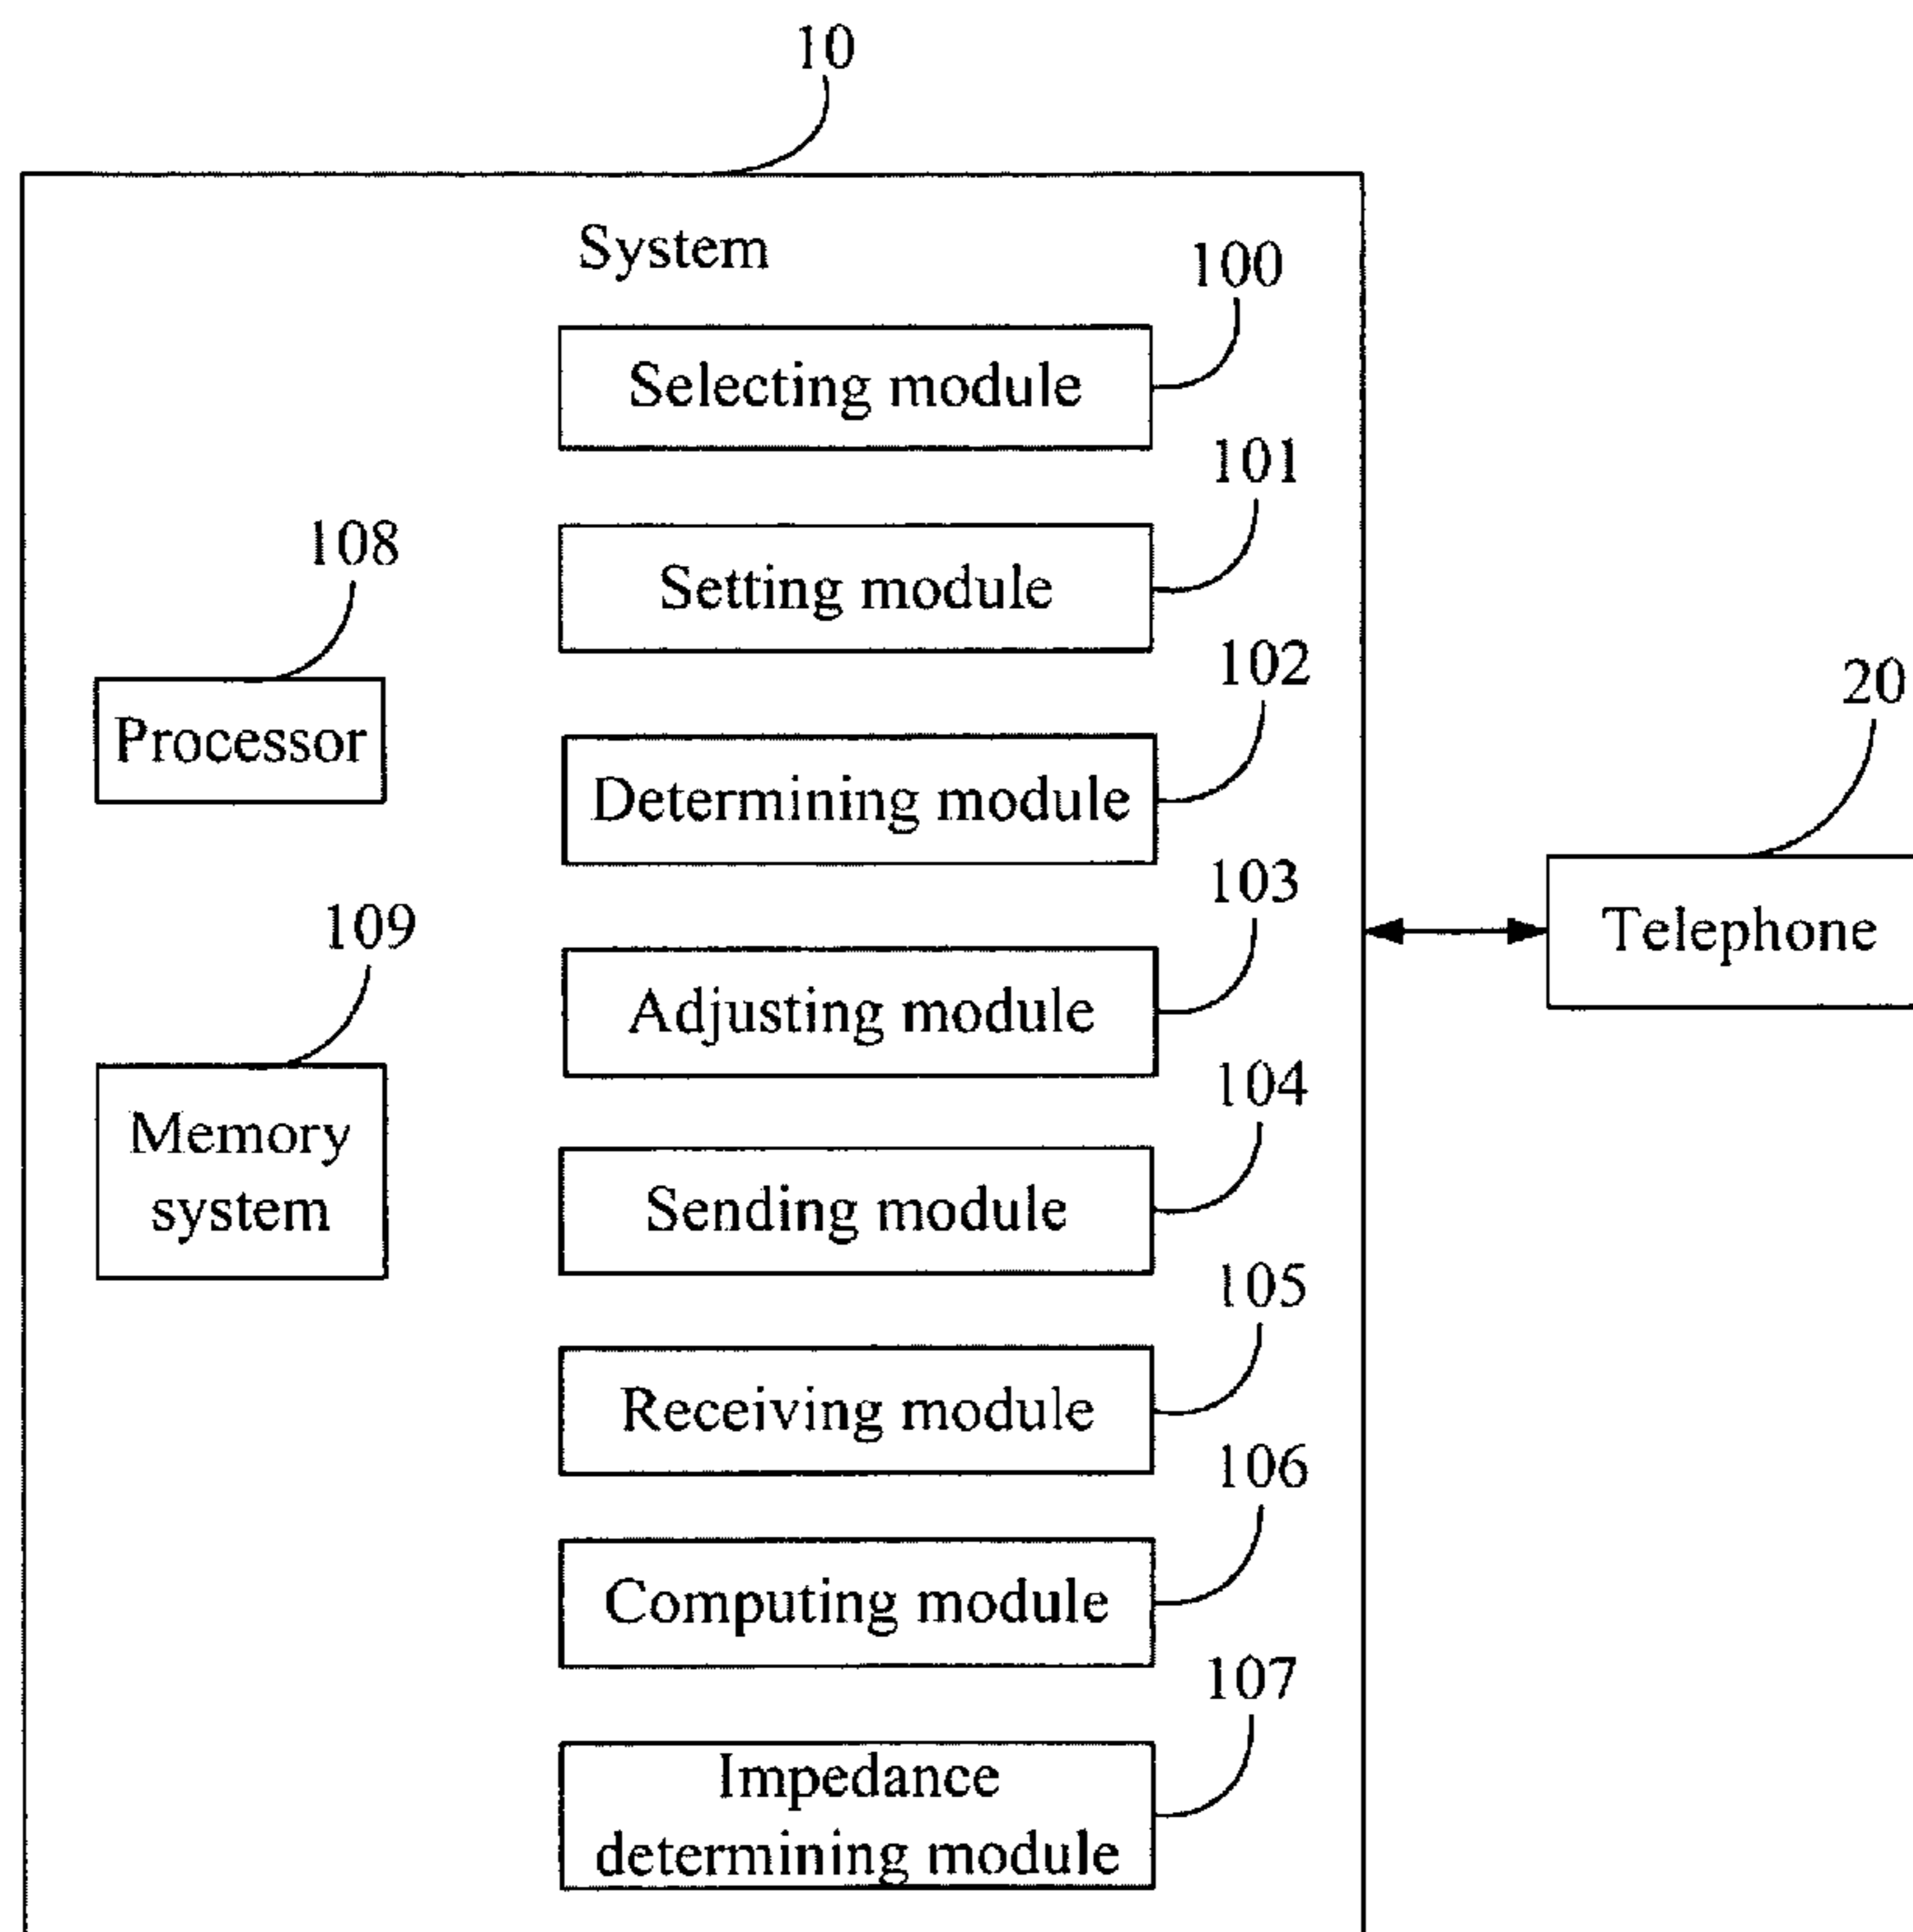 10
System
100
Selecting module
101
Setting module
108
Processor
102
Determining module
20
Telephone
103
Adjusting module
109
Memory
system
104
Sending module
105
Receiving module
106
Computing module
107
Impedance
determining module